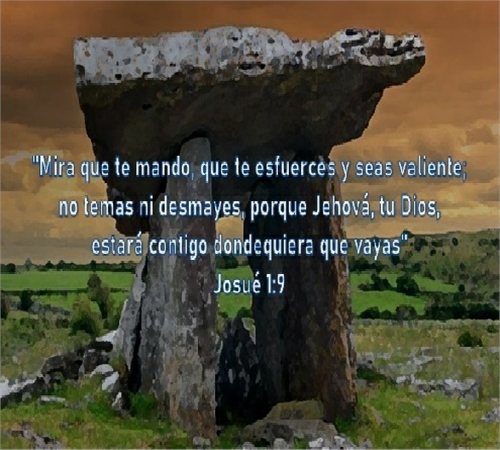 "Mira que te mando, que te esfuerces y seas valiente;
no temas ni desmayes, porque Jehová, tu Dios,
estará contigo dondequiera que vayas"
Josué 1:9